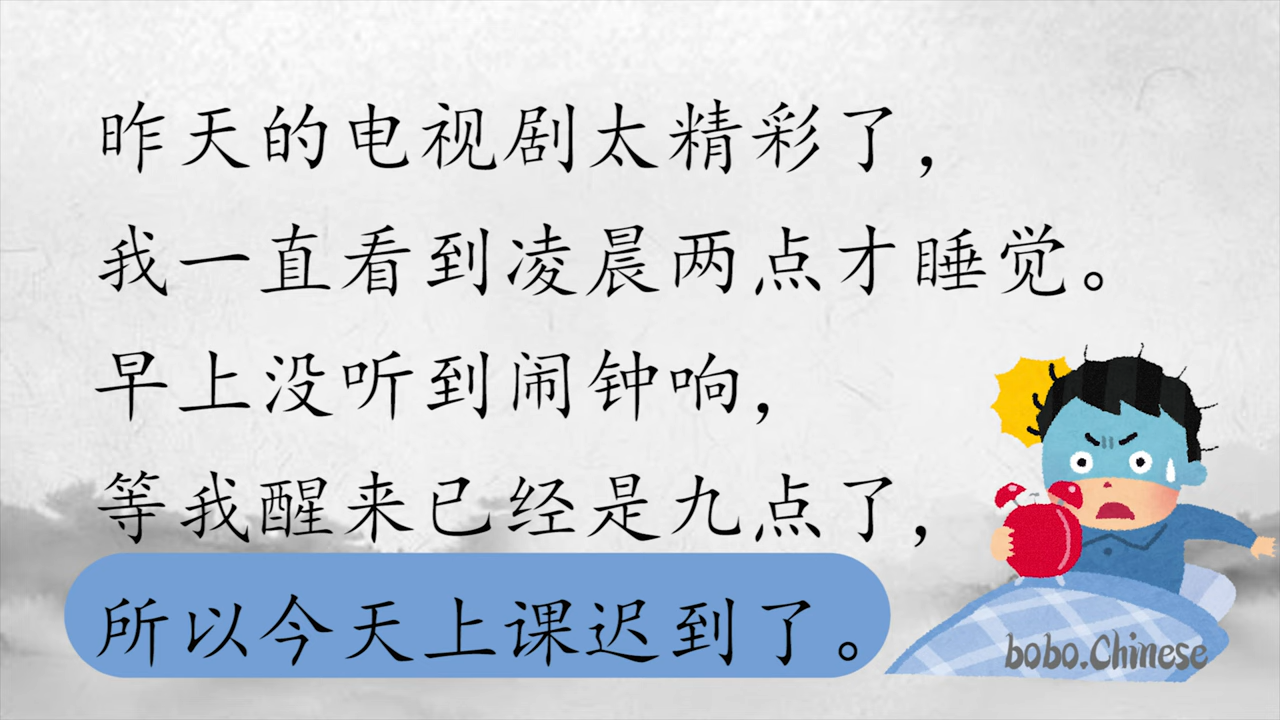 昨天的电视剧太精彩了，
我一直看到凌晨两点才睡觉。
早上没听到闹钟响，
等我醒来已经是九点了，
所以今天上课迟到了。
bobo.Chinese